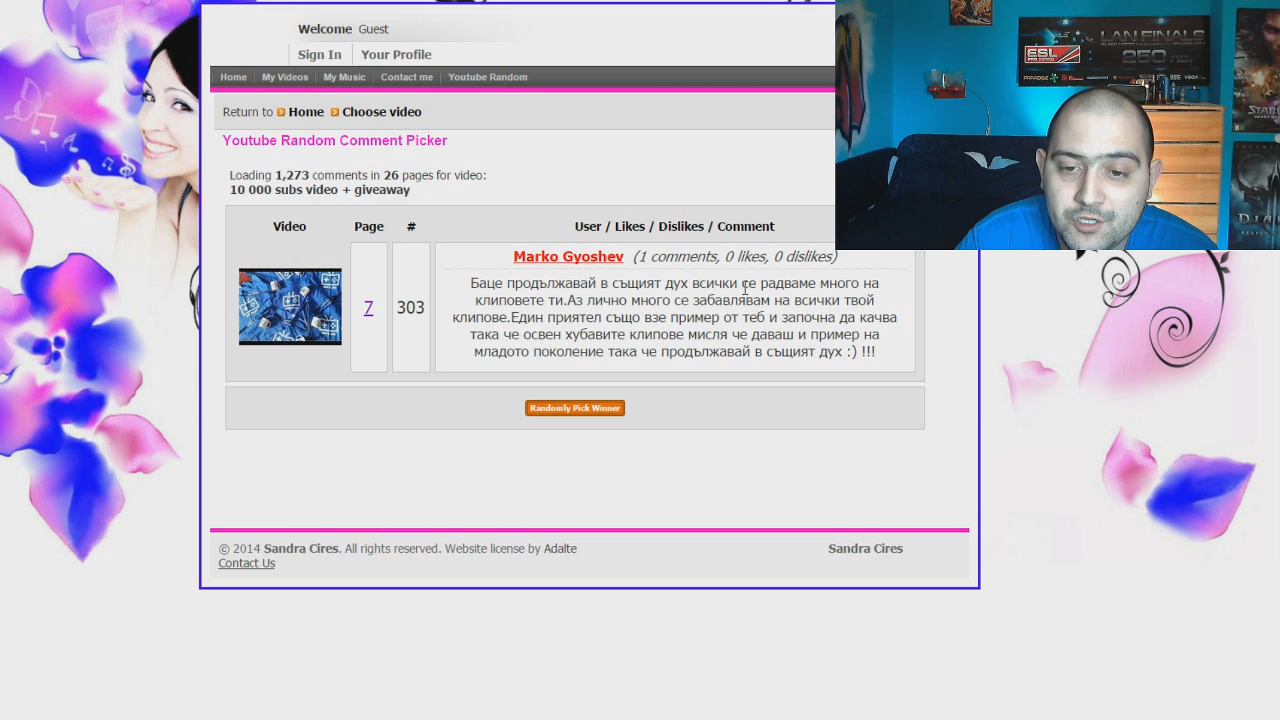 Welcome Guest
Sign In Your Profile
Home My Videos My Music Contact me Youtube Random
Return to Home Choose video
Youtube Random Comment Picker
Loading 1,273 comments in 26 pages for video:
10 000 subs video + giveaway
Video Page # User / Likes / Dislikes / Comment
Marko Gyoshev (1 comments, 0 likes, 0 dislikes)
7 303
Баце продължавай в същият дух всички се радваме много на
клиповете ти.Аз лично много се забавлявам на всички твой
клипове.Един приятел също взе пример от теб и започна да качва
така че освен хубавите клипове мисля че даваш и пример на
младото поколение така че продължавай в същият дух :) !!!
Randomly Pick Winner
© 2014 Sandra Cires. All rights reserved. Website license by Adalte
Sandra Cires
Contact Us
LAN FINALS
ESL
PRO SERIES
250
PARADISE